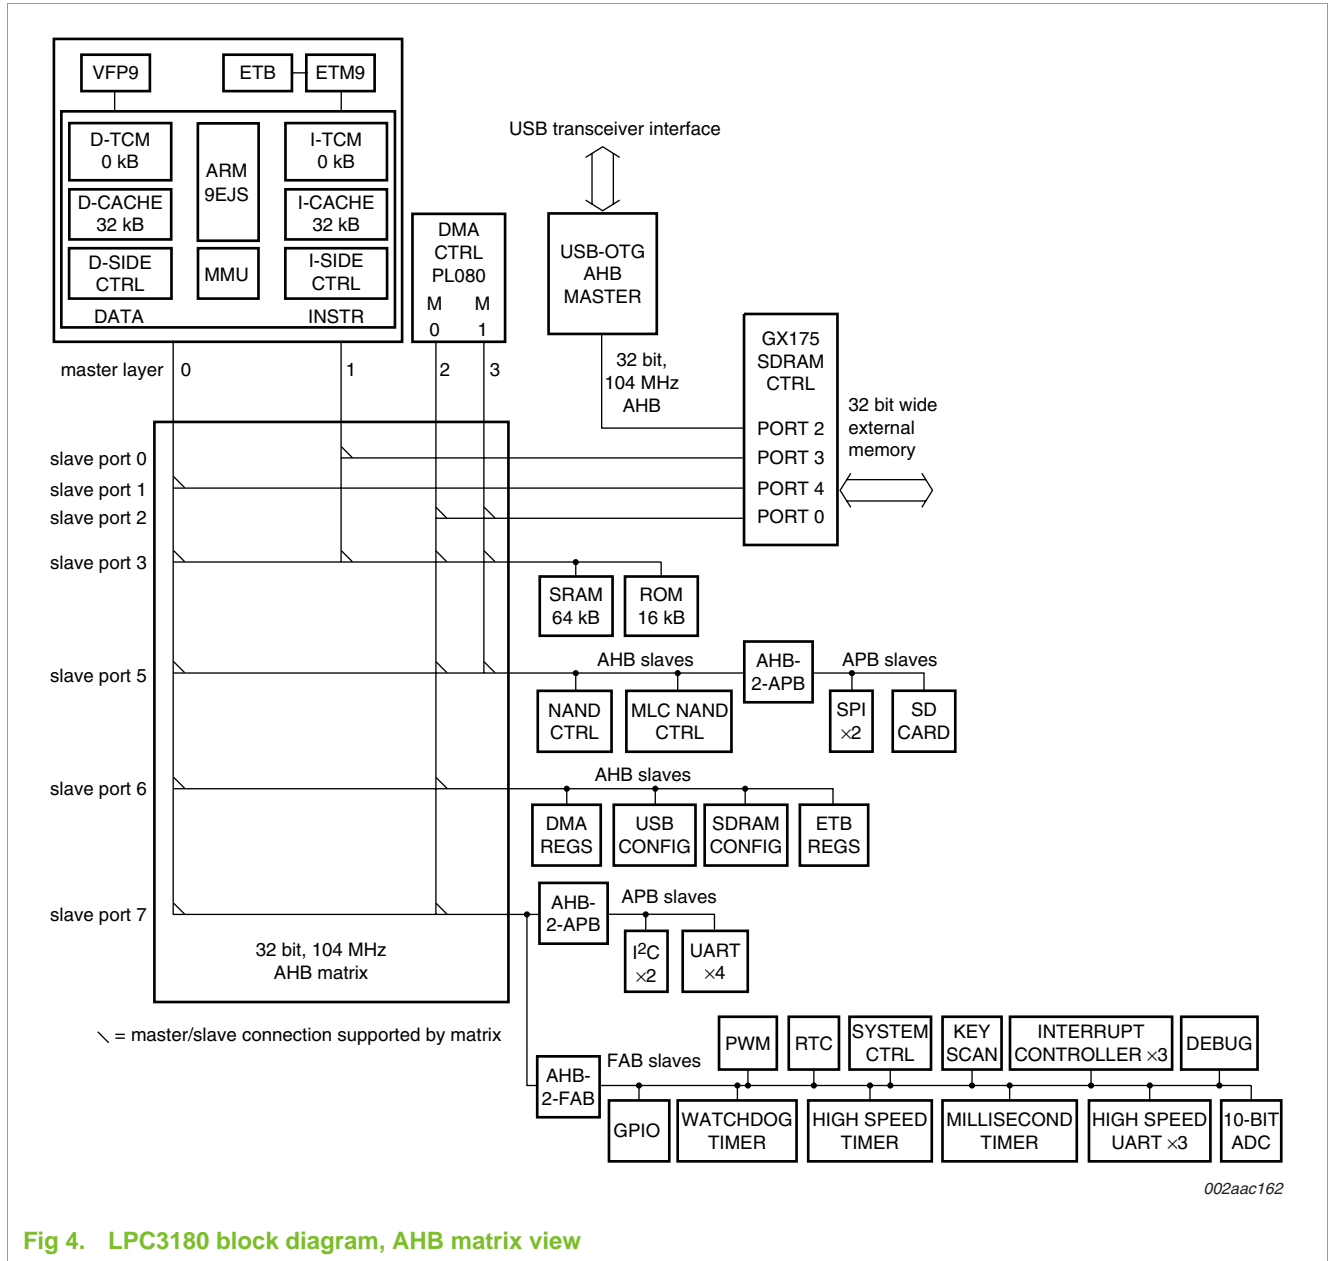 VFP9
ETB
ETM9
D-TCM
0 kB
ARM
9EJS
I-TCM
0 kB
D-CACHE
32 kB
I-CACHE
32 kB
D-SIDE
CTRL
MMU
I-SIDE
CTRL
DATA
INSTR
DMA
CTRL
PL080
M
0
M
1
USB transceiver interface
USB-OTG
AHB
MASTER
32 bit,
104 MHz
AHB
GX175
SDRAM
CTRL
PORT 2
PORT 3
PORT 4
PORT 0
32 bit wide
external
memory
master layer
0
1
2
3
slave port 0
slave port 1
slave port 2
slave port 3
SRAM
64 kB
ROM
16 kB
slave port 5
AHB slaves
AHB-
2-APB
APB slaves
NAND
CTRL
MLC NAND
CTRL
SPI
×2
SD
CARD
slave port 6
AHB slaves
DMA
REGS
USB
CONFIG
SDRAM
CONFIG
ETB
REGS
slave port 7
AHB-
2-APB
APB slaves
I²C
×2
UART
×4
32 bit, 104 MHz
AHB matrix
= master/slave connection supported by matrix
AHB-
2-FAB
FAB slaves
PWM
RTC
SYSTEM
CTRL
KEY
SCAN
INTERRUPT
CONTROLLER ×3
DEBUG
GPIO
WATCHDOG
TIMER
HIGH SPEED
TIMER
MILLISECOND
TIMER
HIGH SPEED
UART ×3
10-BIT
ADC
002aac162
Fig 4. LPC3180 block diagram, AHB matrix view